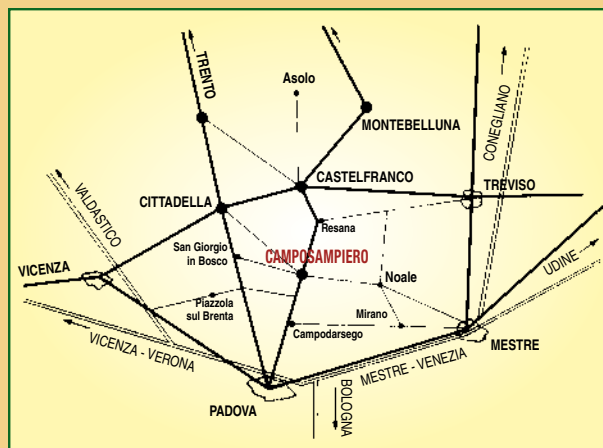 TRENTO
Asolo
CONEGLIANO
MONTEBELLUNA
VALDASTICO
CASTELFRANCO
TREVISO
CITTADELLA
Resana
San Giorgio
in Bosco
CAMPOSAMPIERO
VICENZA
Noale
UDINE
Piazzola
sul Brenta
Mirano
Campodarsego
VICENZA - VERONA
MESTRE
MESTRE - VENEZIA
PADOVA
BOLOGNA